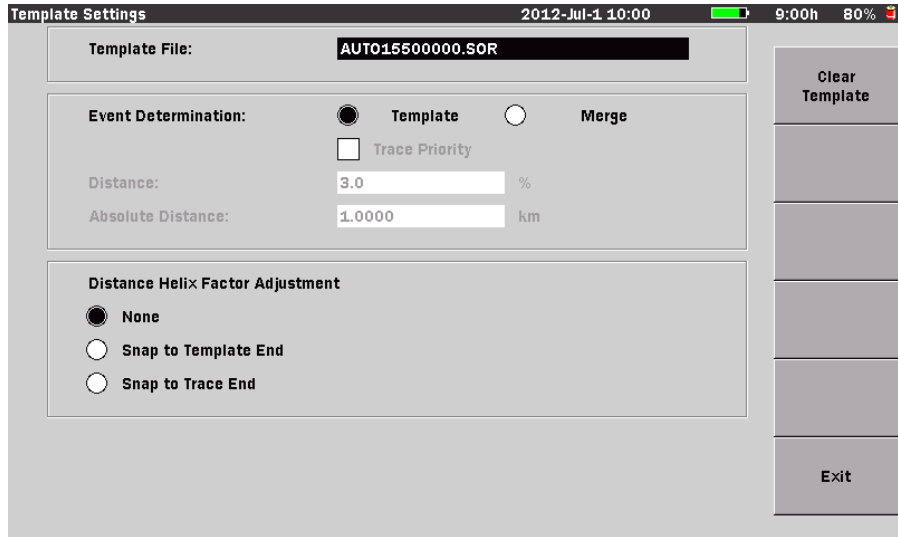 Template Settings 2012-Jul-1 10:00 9:00h 80%
Template File: AUTO15500000.SOR
Clear
Template
Event Determination: Template Merge
Trace Priority
Distance: 3.0 %
Absolute Distance: 1.0000 km
Distance Helix Factor Adjustment
None
Snap to Template End
Snap to Trace End
Exit